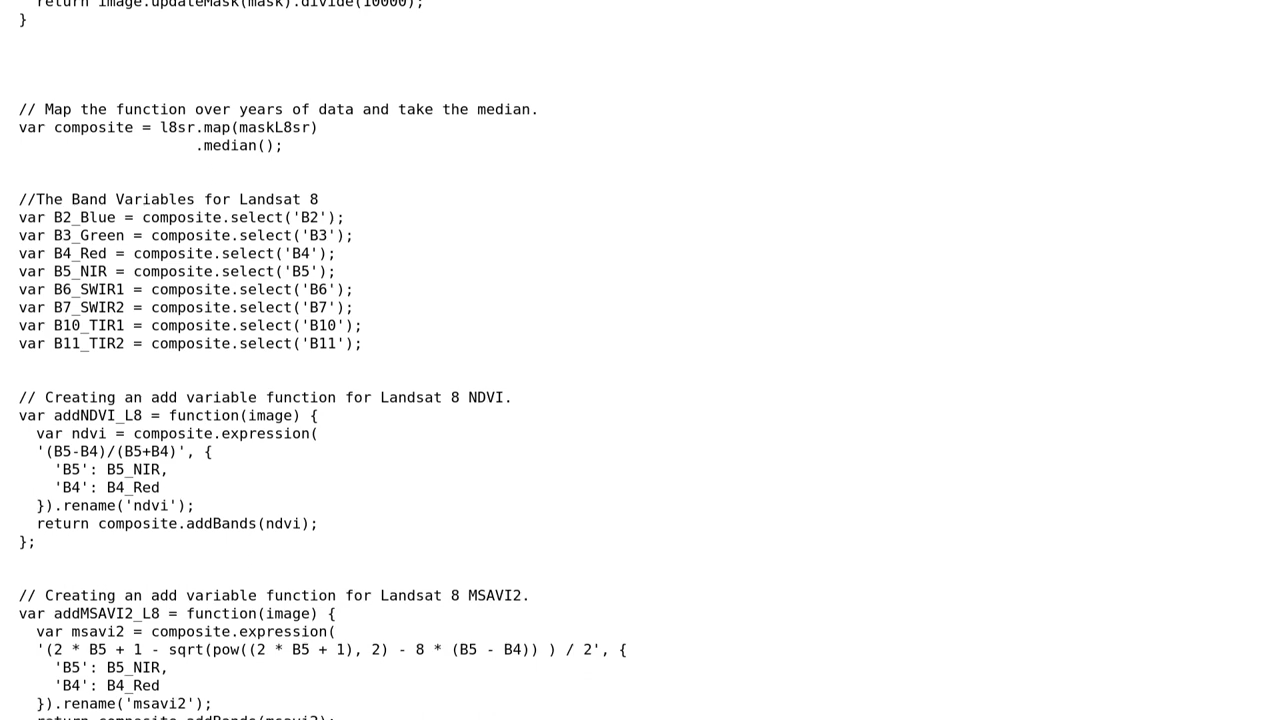 return image.updateMask(mask).divide(10000);
}
// Map the function over years of data and take the median.
var composite = l8sr.map(maskL8sr)
.median();
//The Band Variables for Landsat 8
var B2_Blue = composite.select('B2');
var B3_Green = composite.select('B3');
var B4_Red = composite.select('B4');
var B5_NIR = composite.select('B5');
var B6_SWIR1 = composite.select('B6');
var B7_SWIR2 = composite.select('B7');
var B10_TIR1 = composite.select('B10');
var B11_TIR2 = composite.select('B11');
// Creating an add variable function for Landsat 8 NDVI.
var addNDVI_L8 = function(image) {
var ndvi = composite.expression(
'(B5-B4)/(B5+B4)', {
'B5': B5_NIR,
'B4': B4_Red
}).rename('ndvi');
return composite.addBands(ndvi);
};
// Creating an add variable function for Landsat 8 MSAVI2.
var addMSAVI2_L8 = function(image) {
var msavi2 = composite.expression(
'(2 * B5 + 1 - sqrt(pow((2 * B5 + 1), 2) - 8 * (B5 - B4)) ) / 2', {
'B5': B5_NIR,
'B4': B4_Red
}).rename('msavi2');
return composite.addBands(msavi2);